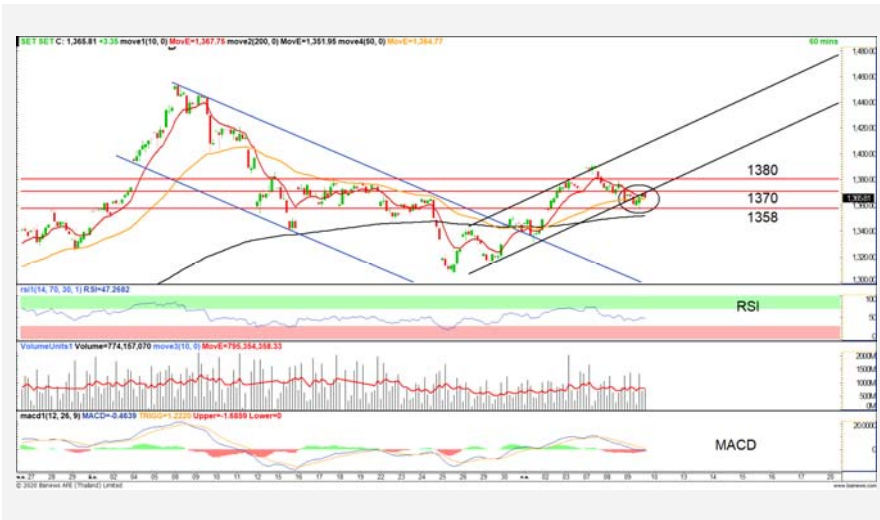 SET SET C: 1,365.81 +3.35 move1(10, 0) MovE=1,367.75 move2(200, 0) MovE=1,351.95 move4(50, 0) MovE=1,364.77
60 mins
1,480.00
1,460.00
1,440.00
1,420.00
1,400.00
1,380.00
1380
1370
1,365.81
1358
1,340.00
1,320.00
1,300.00
rsi1(14, 70, 30, 1) RSI=47.2682
100
RSI
50
0
VolumeUnits1 Volume=774,157,070 move3(10, 0) MovE=795,354,358.33
2000M
1500M
1000M
500M
0M
macd1(12, 26, 9) MACD=-0.4639 TRIGG=1.2220 Upper=-1.6859 Lower=0
20.0000
MACD
0
27 28 29 02 04 05 08 09 10 11 12 15 16 17 18 19 22 23 24 25 26 29 30 02 03 07 08 09 10 13 14 15 16 17 20
© 2020 Bisnews AFE (Thailand) Limited
www.bisnews.com